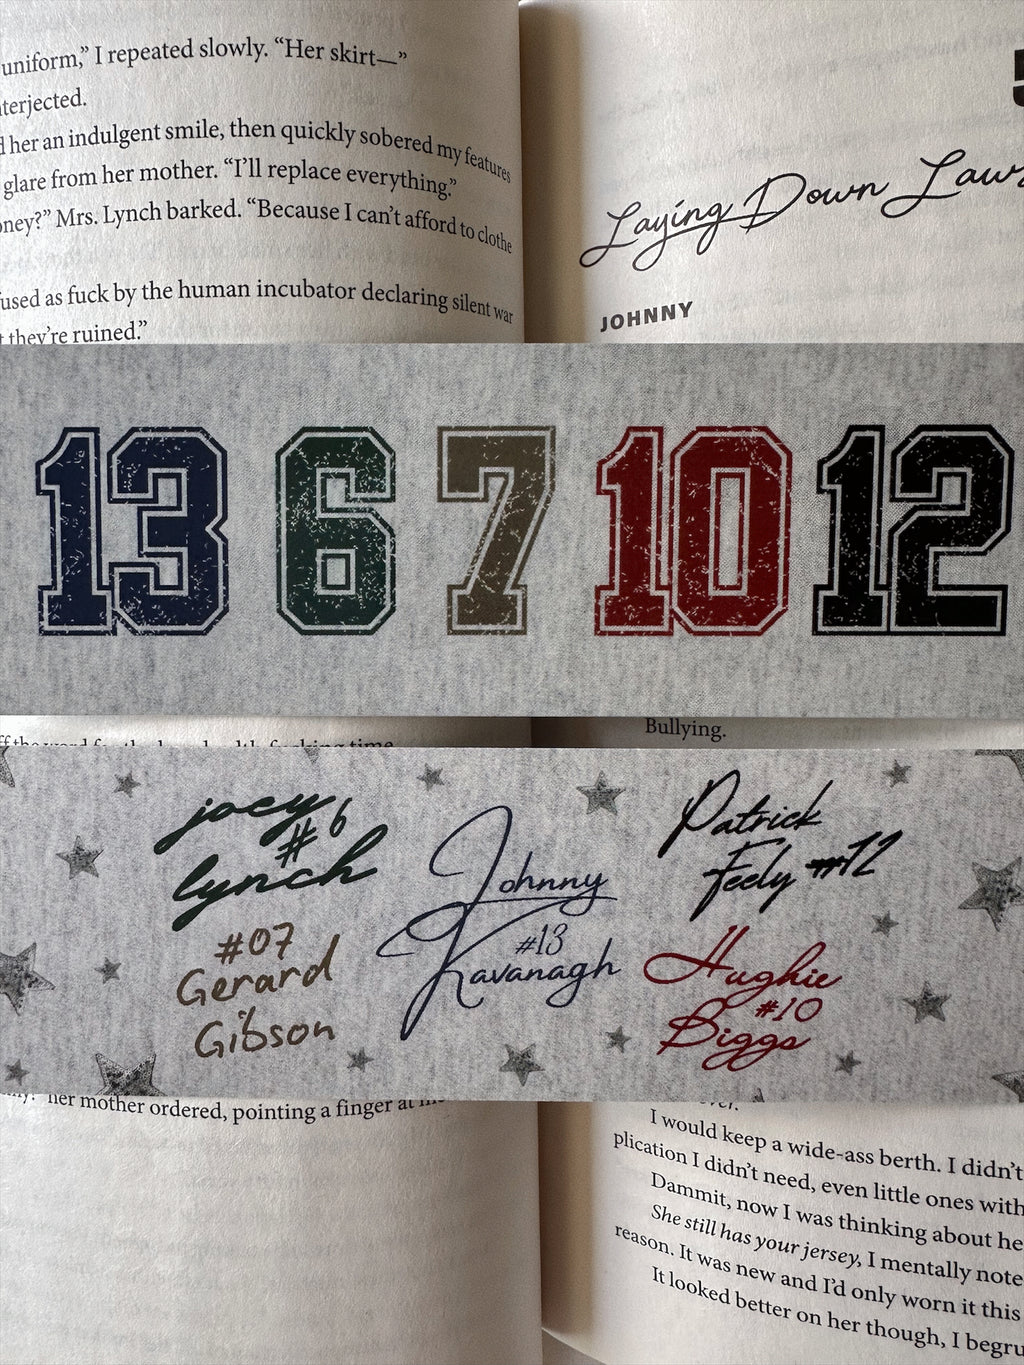 uniform,” I repeated slowly. “Her skirt—”
terjected.
her an indulgent smile, then quickly sobered my features
glare from her mother. “I’ll replace everything.”
Mrs. Lynch barked. “Because I can’t afford to clothe
as fuck by the human incubator declaring silent war
they’re ruined.”
Laying Down Laws
JOHNNY
13 6 7 10 12
Bullying.
joey
#6
lynch
#07
Gerard
Gibson
Johnny
#13
Kavanagh
Patrick
Feely #12
Hughie
#10
Biggs
her mother ordered, pointing a finger at
I would keep a wide-ass berth. I didn’t
plication I didn’t need, even little ones with
Dammit, now I was thinking about he
She still has your jersey, I mentally note
reason. It was new and I’d only worn it this
It looked better on her though, I begru